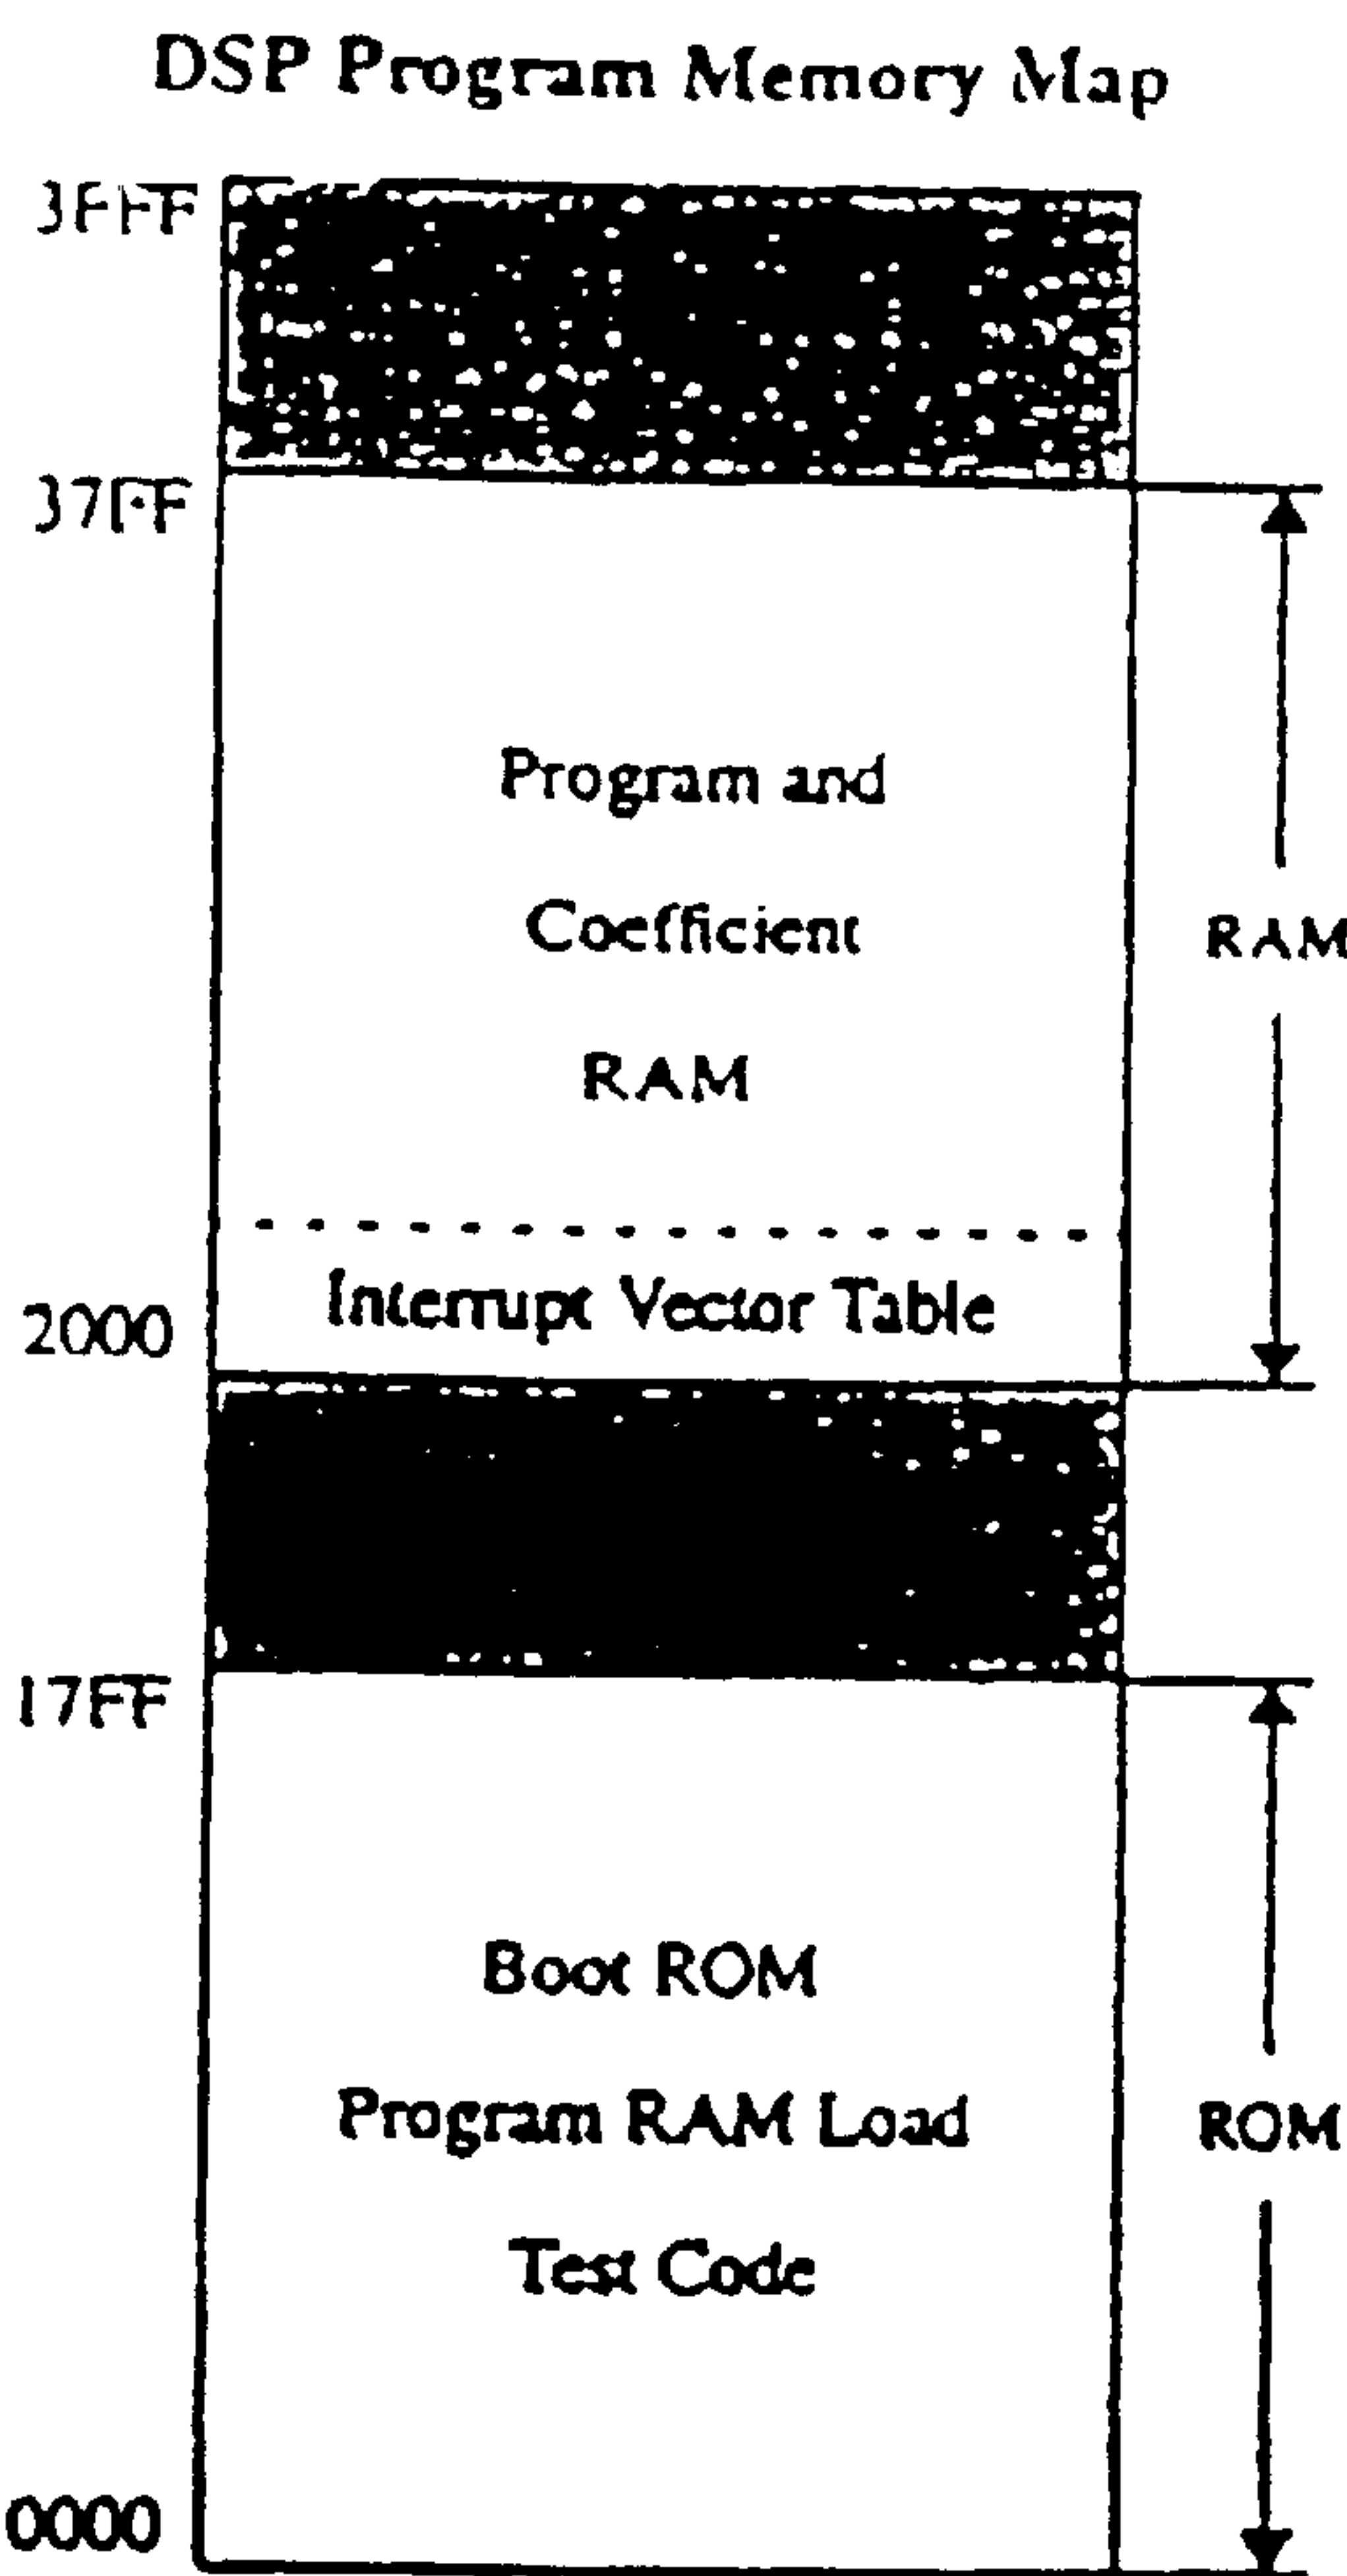 DSP Program Memory Map
3FFF
37FF
Program and
Coefficient
RAM
RAM
Interrupt Vector Table
2000
17FF
Boot ROM
Program RAM Load
ROM
Test Code
0000